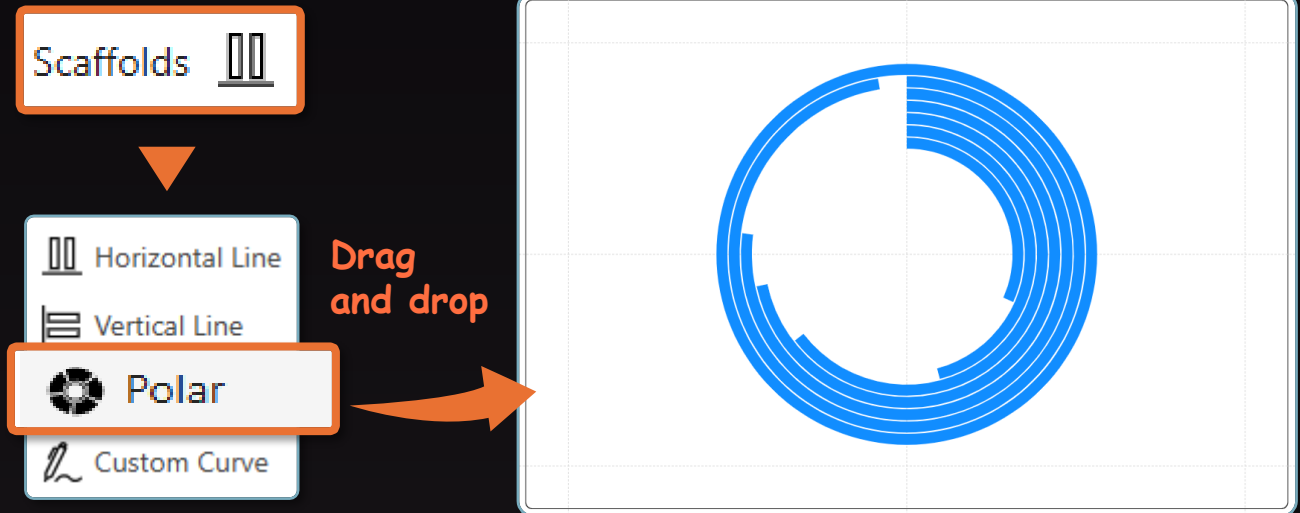 Scaffolds
Horizontal Line
Vertical Line
Polar
Custom Curve
Drag
and drop